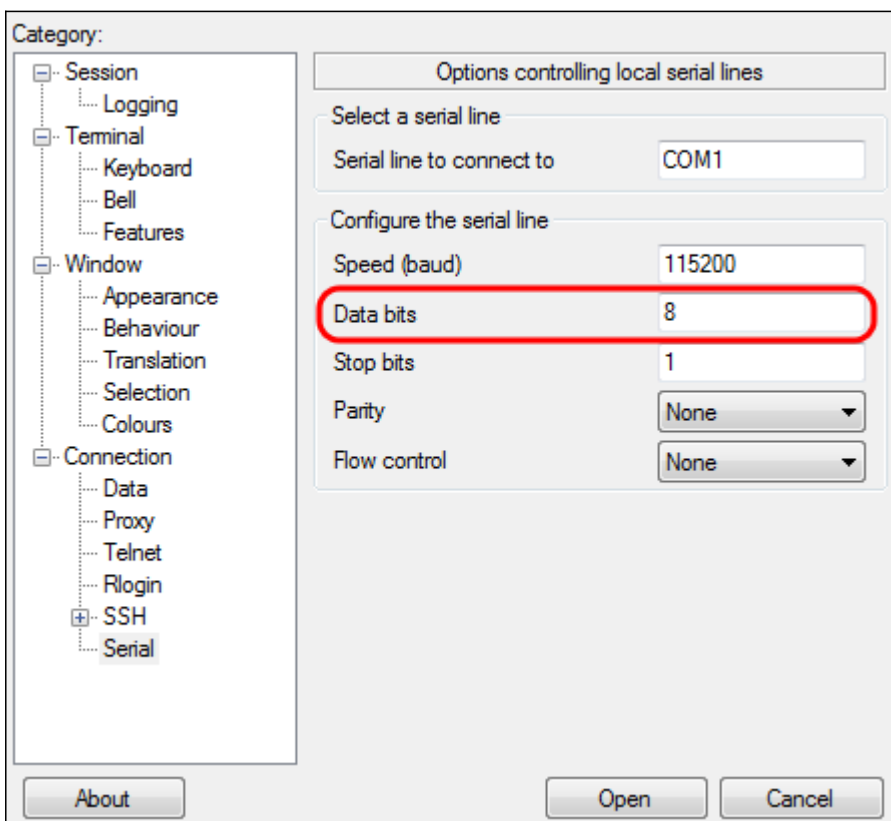 Category:
Session
Logging
Terminal
Keyboard
Bell
Features
Window
Appearance
Behaviour
Translation
Selection
Colours
Connection
Data
Proxy
Telnet
Rlogin
SSH
Serial
Options controlling local serial lines
Select a serial line
Serial line to connect to COM1
Configure the serial line
Speed (baud) 115200
Data bits 8
Stop bits 1
Parity None
Flow control None
About Open Cancel